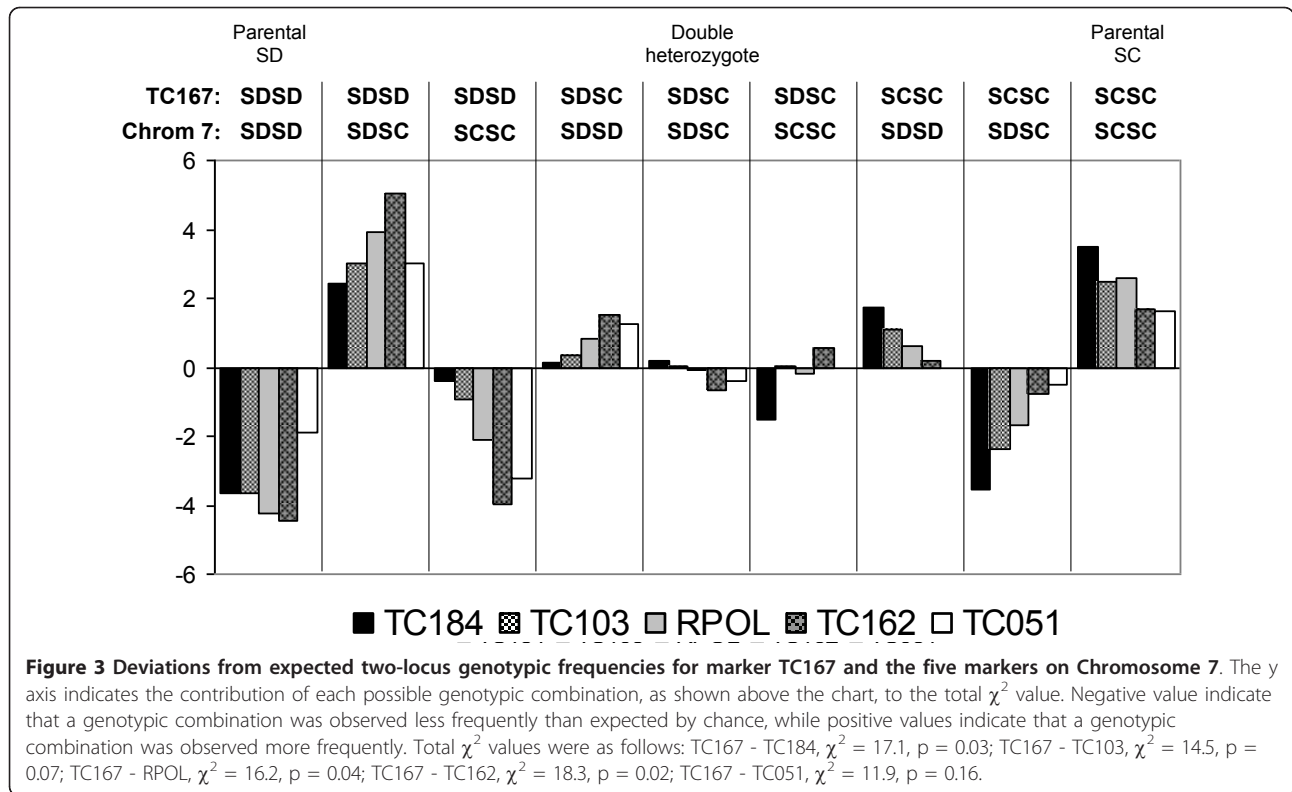 Parental Double Parental
SD heterozygote SC
TC167: SDSD SDSD SDSD SDSC SDSC SDSC SCSC SCSC SCSC
Chrom 7: SDSD SDSC SCSC SDSD SDSC SCSC SDSD SDSC SCSC
6
4
2
0
-2
-4
-6
TC184 TC103 RPOL TC162 TC051
Figure 3 Deviations from expected two-locus genotypic frequencies for marker TC167 and the five markers on Chromosome 7. The y
axis indicates the contribution of each possible genotypic combination, as shown above the chart, to the total χ² value. Negative value indicate
that a genotypic combination was observed less frequently than expected by chance, while positive values indicate that a genotypic
combination was observed more frequently. Total χ² values were as follows: TC167 - TC184, χ² = 17.1, p = 0.03; TC167 - TC103, χ² = 14.5, p =
0.07; TC167 - RPOL, χ² = 16.2, p = 0.04; TC167 - TC162, χ² = 18.3, p = 0.02; TC167 - TC051, χ² = 11.9, p = 0.16.